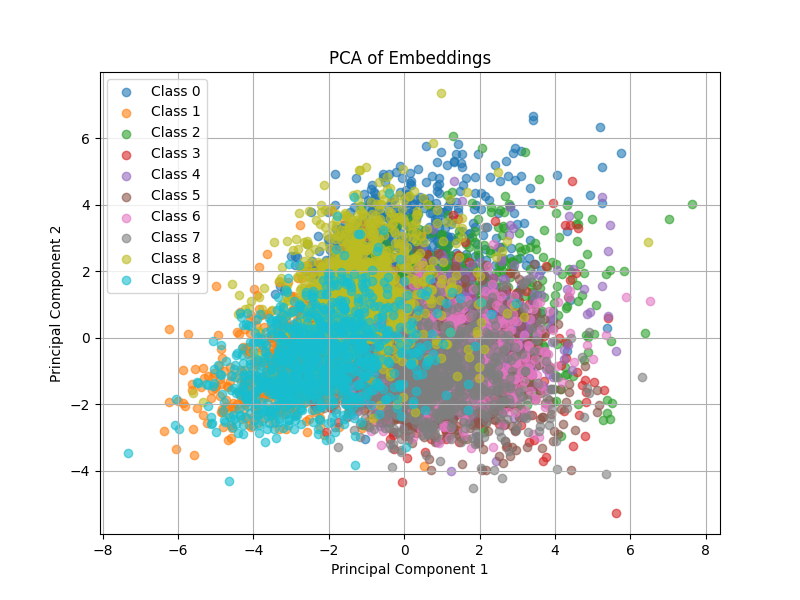 PCA of Embeddings
Class 0
Class 1
Class 2
Class 3
Class 4
Class 5
Class 6
Class 7
Class 8
Class 9
Principal Component 2
6
4
2
0
−2
−4
−8 −6 −4 −2 0 2 4 6 8
Principal Component 1